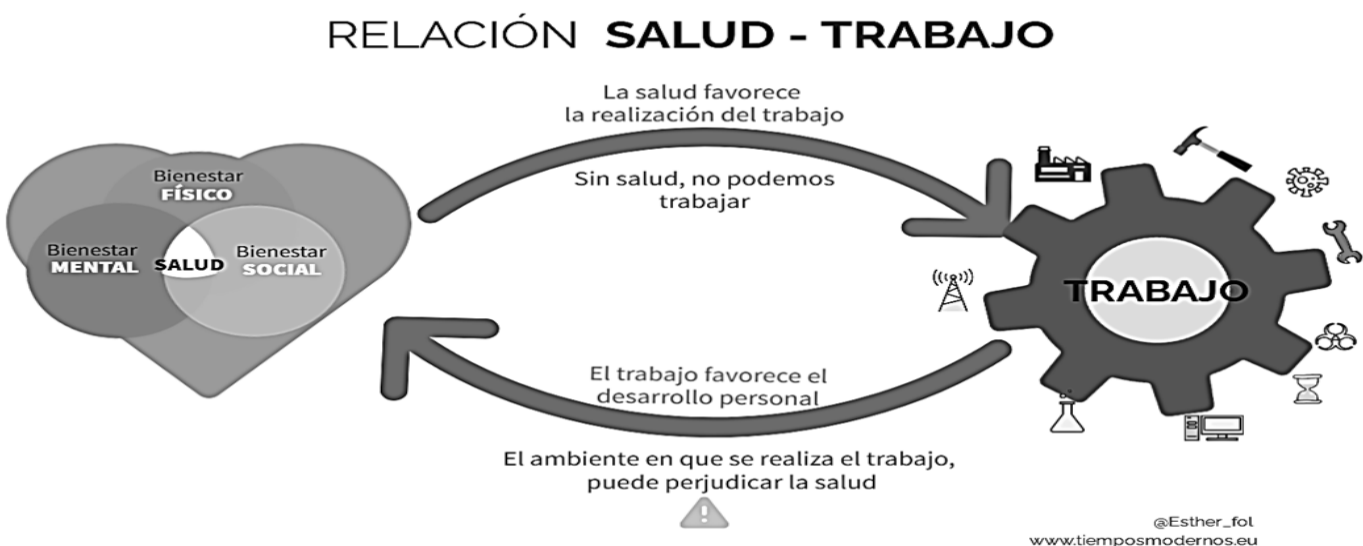 RELACIÓN SALUD - TRABAJO
La salud favorece
la realización del trabajo
Sin salud, no podemos
trabajar
Bienestar
FÍSICO
Bienestar
MENTAL
SALUD
Bienestar
SOCIAL
TRABAJO
El trabajo favorece el
desarrollo personal
El ambiente en que se realiza el trabajo,
puede perjudicar la salud
!
@Esther_fol
www.tiemposmodernos.eu